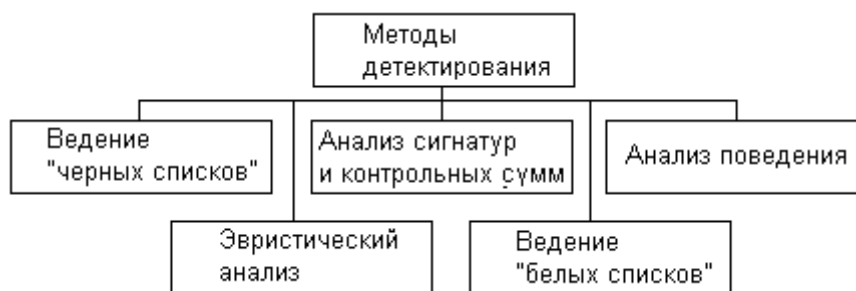 Методы
детектирования
Ведение
"черных списков"
Анализ сигнатур
и контрольных сумм
Анализ поведения
Эвристический
анализ
Ведение
"белых списков"